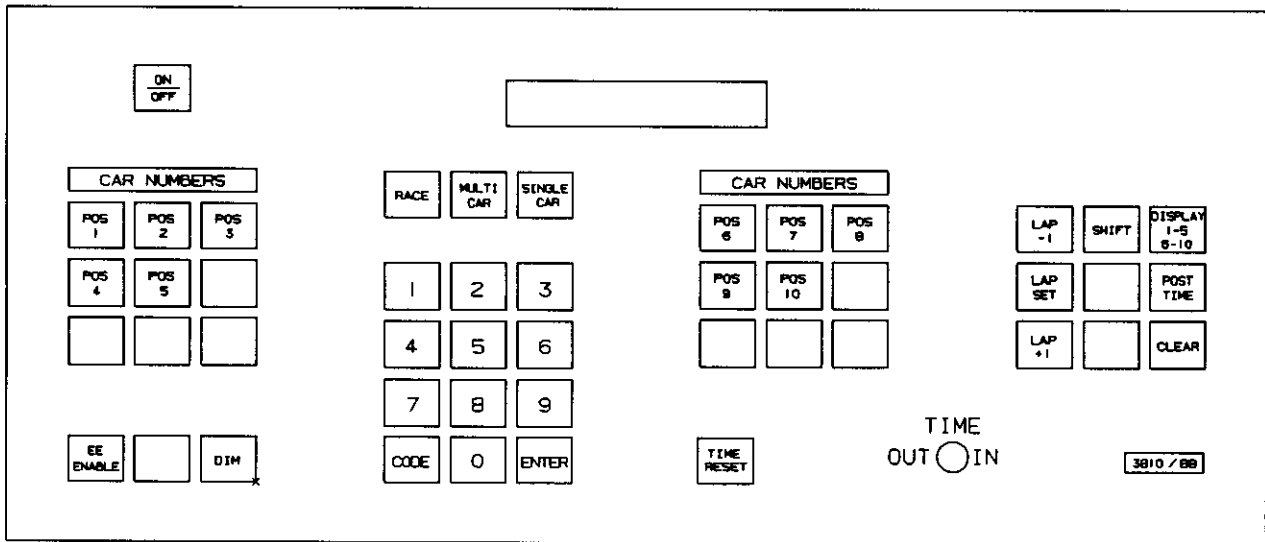 ON
OFF
CAR NUMBERS
POS
1
POS
2
POS
3
POS
4
POS
5
EE
ENABLE
DIM
RACE
MULTI
CAR
SINGLE
CAR
1
2
3
4
5
6
7
8
9
CODE
0
ENTER
CAR NUMBERS
POS
6
POS
7
POS
8
POS
9
POS
10
TIME
RESET
LAP
-1
SHIFT
DISPLAY
1-5
6-10
LAP
SET
POST
TIME
LAP
+1
CLEAR
TIME
OUT IN
3810 / 88